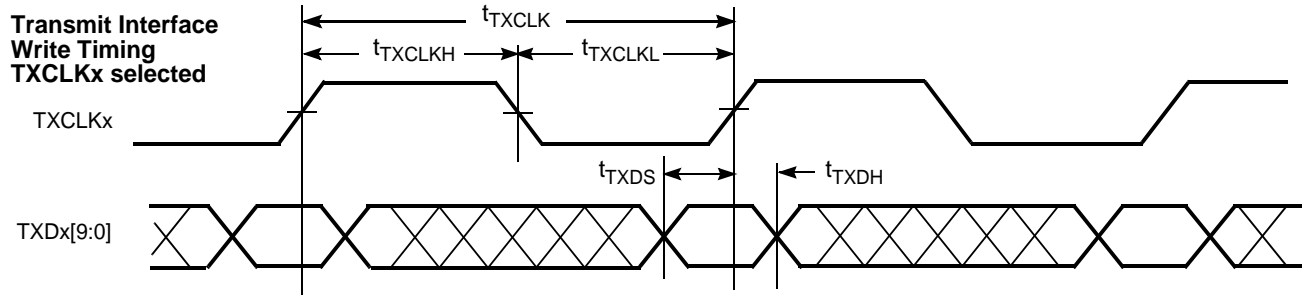 Transmit Interface
Write Timing
TXCLKx selected
tTXCLK
tTXCLKH
tTXCLKL
TXCLKx
tTXDS
tTXDH
TXDx[9:0]